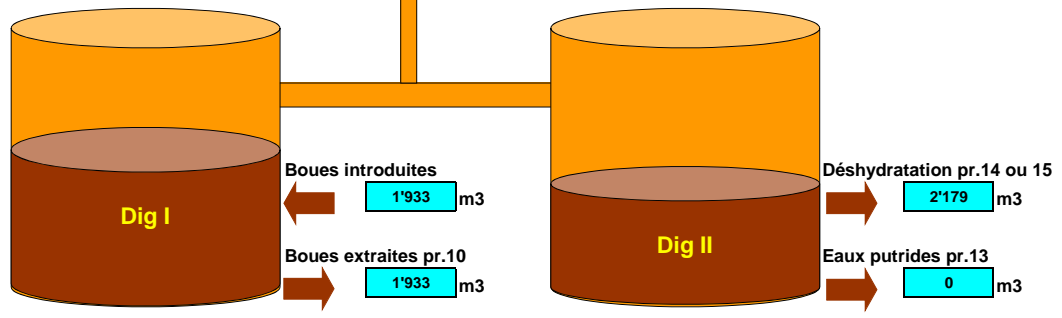 Boues introduites
1'933 m3
Dig I
Boues extraites pr.10
1'933 m3
Déshydratation pr.14 ou 15
2'179 m3
Dig II
Eaux putrides pr.13
0 m3